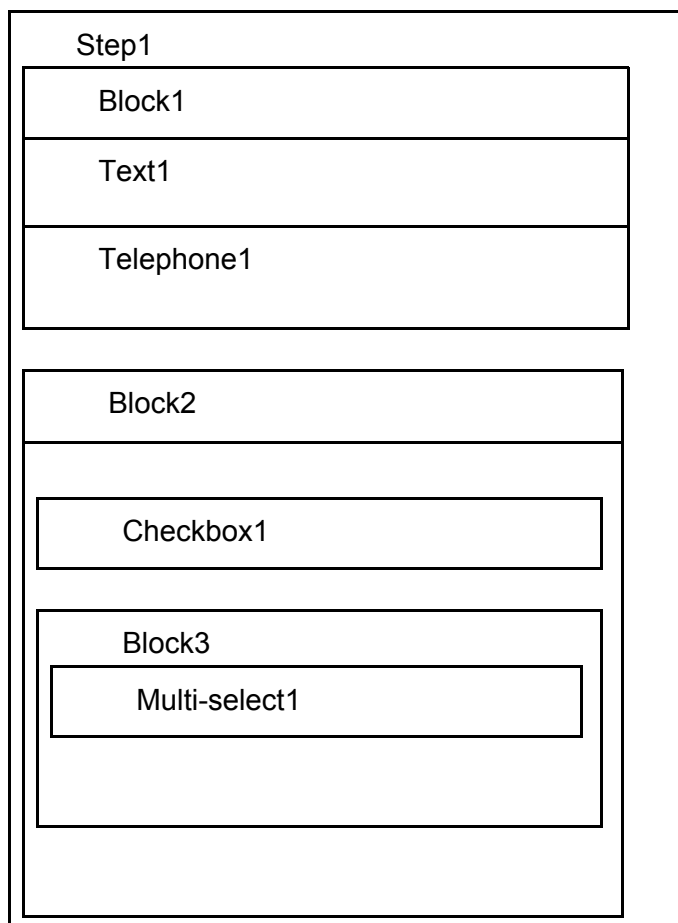 Step1
Block1
Text1
Telephone1
Block2
Checkbox1
Block3
Multi-select1